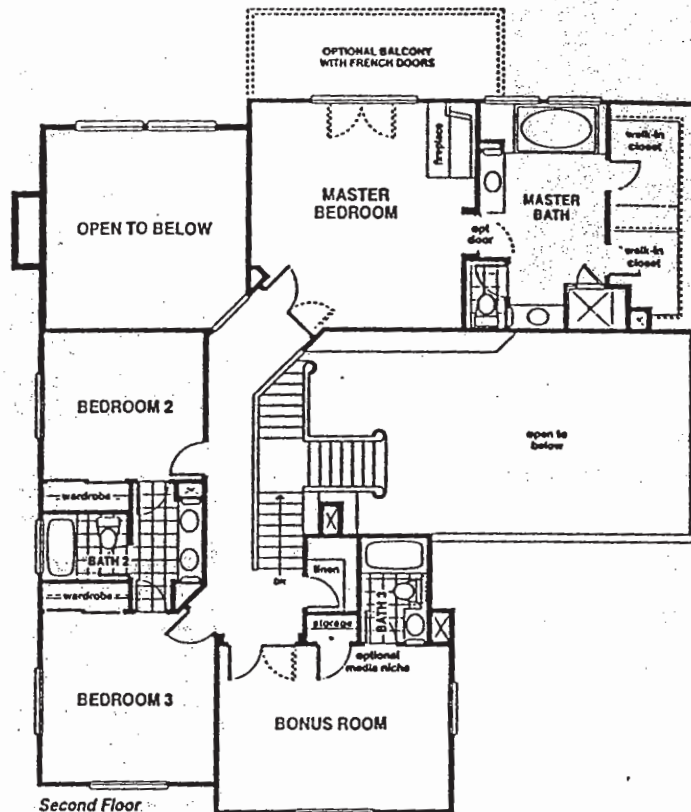 OPTIONAL BALCONY
WITH FRENCH DOORS
fireplace
walk-in
closet
MASTER
BEDROOM
MASTER
BATH
OPEN TO BELOW
opt
door
walk-in
closet
BEDROOM 2
open to
below
wardrobe
BATH 2
linen
DN
wardrobe
BATH 3
storage
optional
media niche
BEDROOM 3
BONUS ROOM
Second Floor